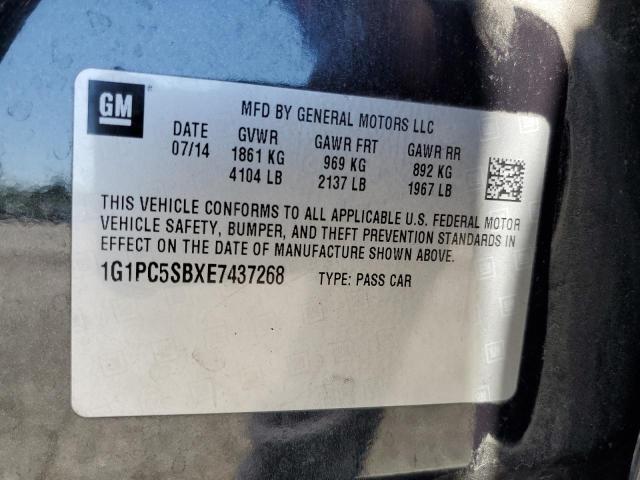 GM
MFD BY GENERAL MOTORS LLC
DATE GVWR GAWR FRT GAWR RR
07/14 1861 KG 969 KG 892 KG
4104 LB 2137 LB 1967 LB
THIS VEHICLE CONFORMS TO ALL APPLICABLE U.S. FEDERAL MOTOR
VEHICLE SAFETY, BUMPER, AND THEFT PREVENTION STANDARDS IN
EFFECT ON THE DATE OF MANUFACTURE SHOWN ABOVE.
1G1PC5SBXE7437268 TYPE: PASS CAR